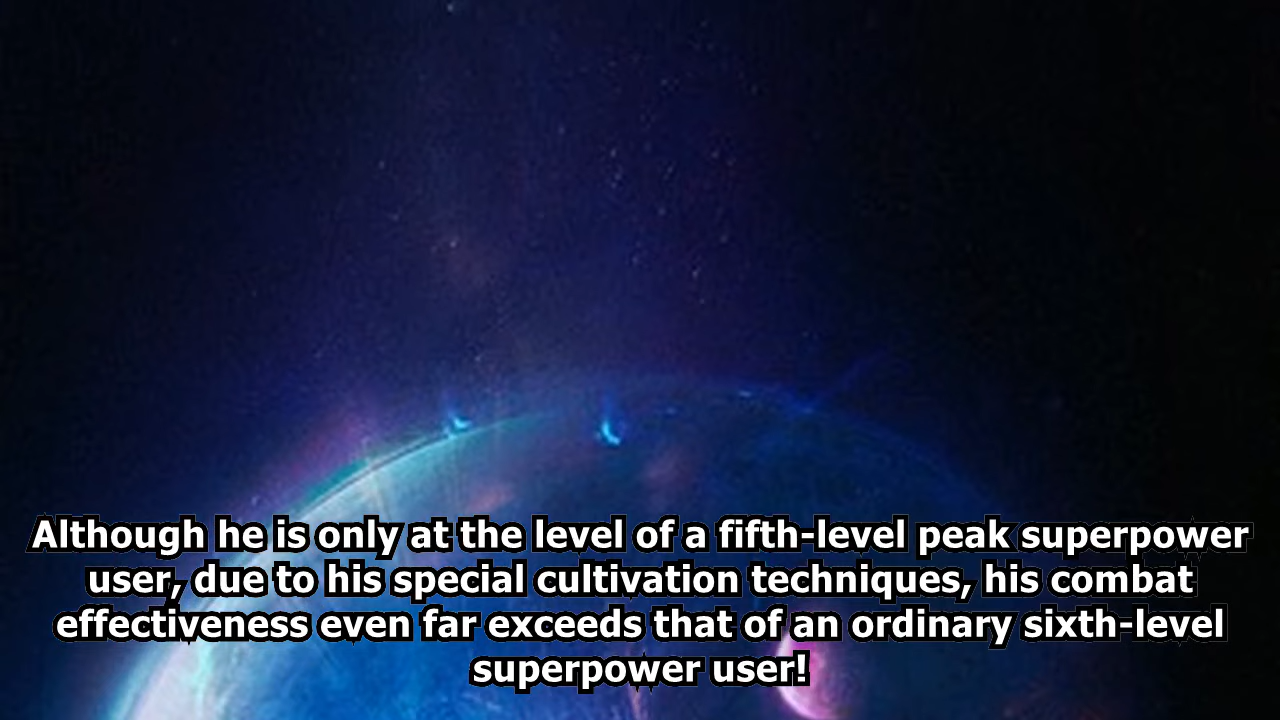 Although he is only at the level of a fifth-level peak superpower
user, due to his special cultivation techniques, his combat
effectiveness even far exceeds that of an ordinary sixth-level
superpower user!